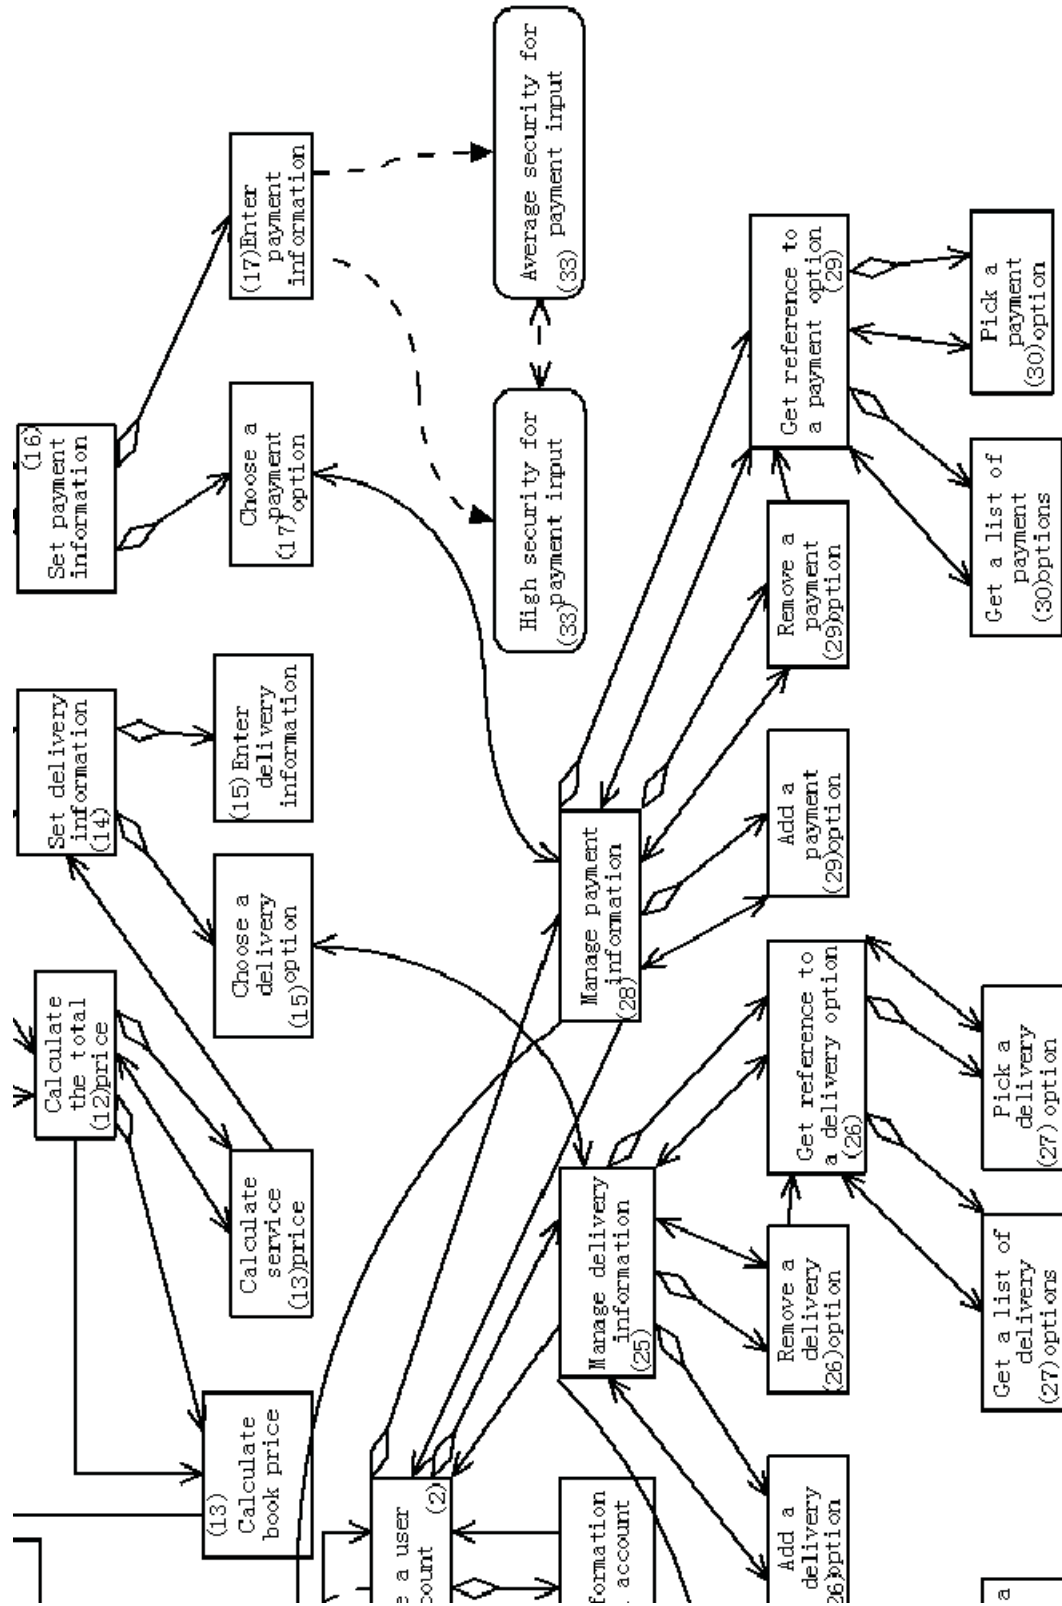 Average security for
payment input
(33)
(17)Enter
payment
information
Get reference to
a payment option
(29)
Pick a
payment
(30)option
(16)
Set payment
information
Choose a
payment
(17)option
High security for
payment input
(33)
Get a list of
payment
(30)options
Remove a
payment
(29)option
Set delivery
information
(14)
(15)Enter
delivery
information
Add a
payment
(29)option
Choose a
delivery
(15)option
Manage payment
information
(28)
Get reference to
a delivery option
(26)
Calculate
the total
(12)price
Pick a
delivery
(27)option
Calculate
service
(13)price
Manage delivery
information
(25)
Remove a
delivery
(26)option
Get a list of
delivery
(27)options
(13)
Calculate
book price
(2)
e a user
count
formation
account
Add a
delivery
26)option
a